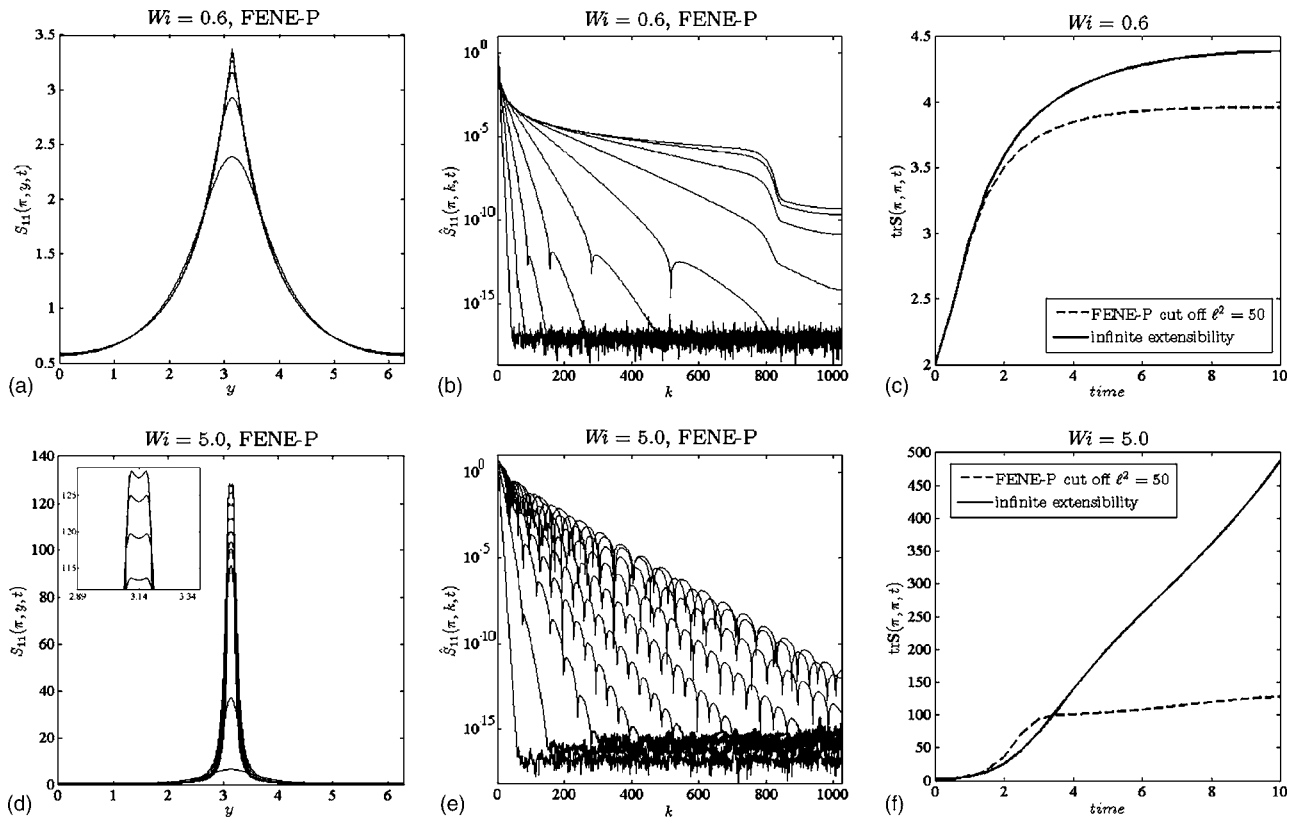 Wi = 0.6, FENE-P
3.5
3
2.5
2
1.5
1
0.5
S₁₁(π, y, t)
0 1 2 3 4 5 6
y
(a)
Wi = 0.6, FENE-P
10⁰
10⁻⁵
10⁻¹⁰
10⁻¹⁵
Ŝ₁₁(π, k, t)
0 200 400 600 800 1000
k
(b)
Wi = 0.6
4.5
4
3.5
3
2.5
2
trS(π, π, t)
FENE-P cut off ℓ² = 50
infinite extensibility
0 2 4 6 8 10
time
(c)
Wi = 5.0, FENE-P
140
120
100
80
60
40
20
0
S₁₁(π, y, t)
125
120
115
2.89 3.14 3.34
0 1 2 3 4 5 6
y
(d)
Wi = 5.0, FENE-P
10⁰
10⁻⁵
10⁻¹⁰
10⁻¹⁵
Ŝ₁₁(π, k, t)
0 200 400 600 800 1000
k
(e)
Wi = 5.0
500
450
400
350
300
250
200
150
100
50
0
trS(π, π, t)
FENE-P cut off ℓ² = 50
infinite extensibility
0 2 4 6 8 10
time
(f)